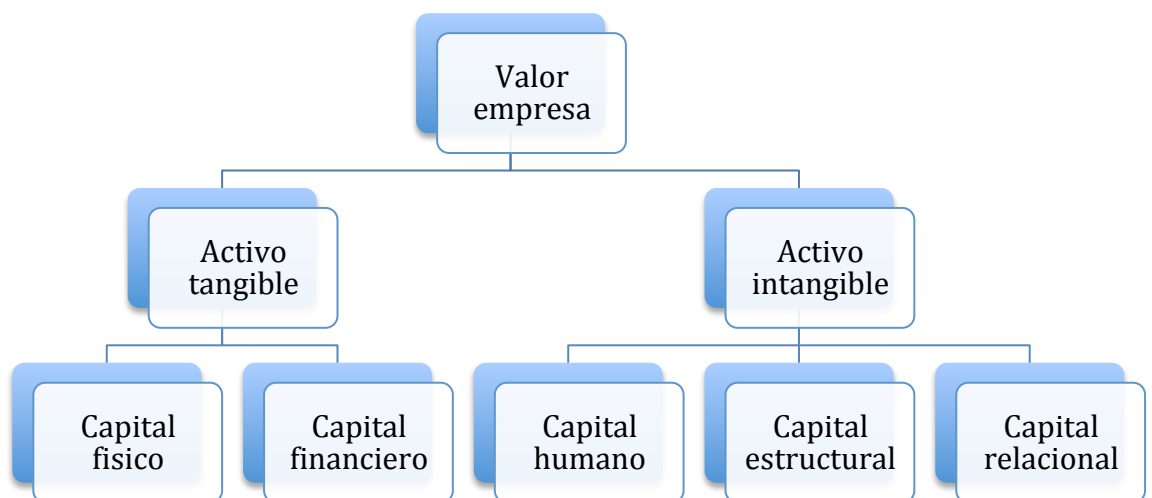 Valor
empresa
Activo
tangible
Activo
intangible
Capital
fisico
Capital
financiero
Capital
humano
Capital
estructural
Capital
relacional